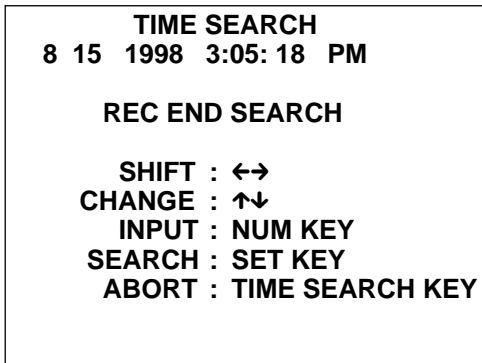 TIME SEARCH
8 15 1998 3:05: 18 PM
REC END SEARCH
SHIFT : ←→
CHANGE : ↑↓
INPUT : NUM KEY
SEARCH : SET KEY
ABORT : TIME SEARCH KEY